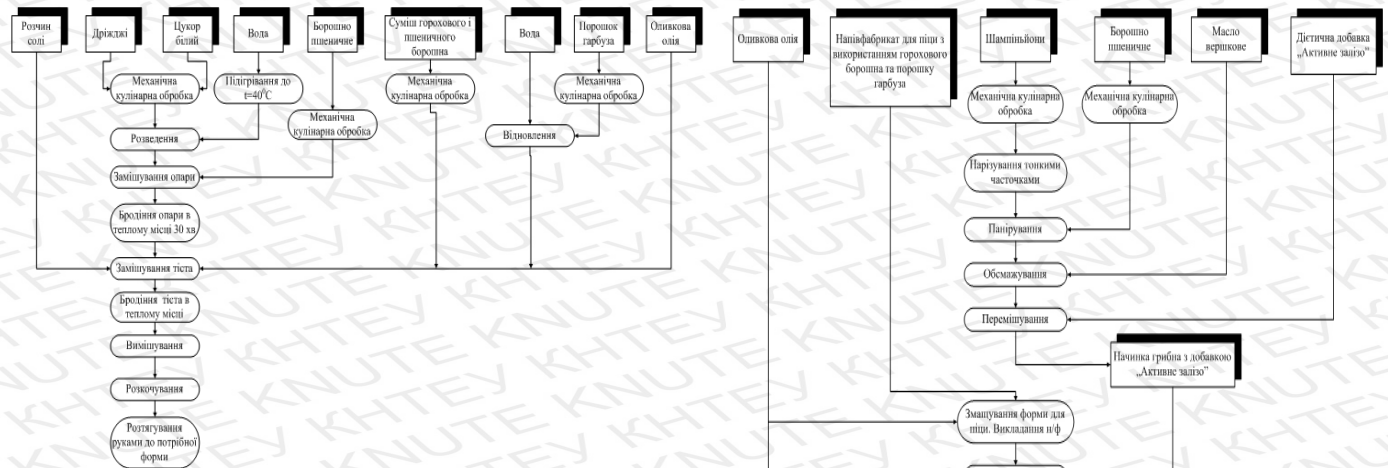 Розчин
солі
Дріжджі
Цукор
білий
Вода
Борошно
пшеничне
Суміш горохового і
пшеничного
борошна
Вода
Порошок
гарбуза
Оливкова
олія
Механічна
кулінарна обробка
Підігрівання до
t=40⁰С
Механічна
кулінарна обробка
Механічна
кулінарна обробка
Механічна
кулінарна обробка
Розведення
Відновлення
Замішування опари
Бродіння опари в
теплому місці 30 хв
Замішування тіста
Бродіння тіста в
теплому місці
Вимішування
Розкочування
Розтягування
руками до потрібної
форми
Оливкова олія
Напівфабрикат для піци з
використанням горохового
борошна та порошку
гарбуза
Шампіньйони
Борошно
пшеничне
Масло
вершкове
Дієтична добавка
„Активне залізо”
Механічна кулінарна
обробка
Механічна кулінарна
обробка
Нарізування тонкими
часточками
Панірування
Обсмажування
Перемішування
Начинка грибна з добавкою
„Активне залізо”
Змащування форми для
піци. Викладання н/ф